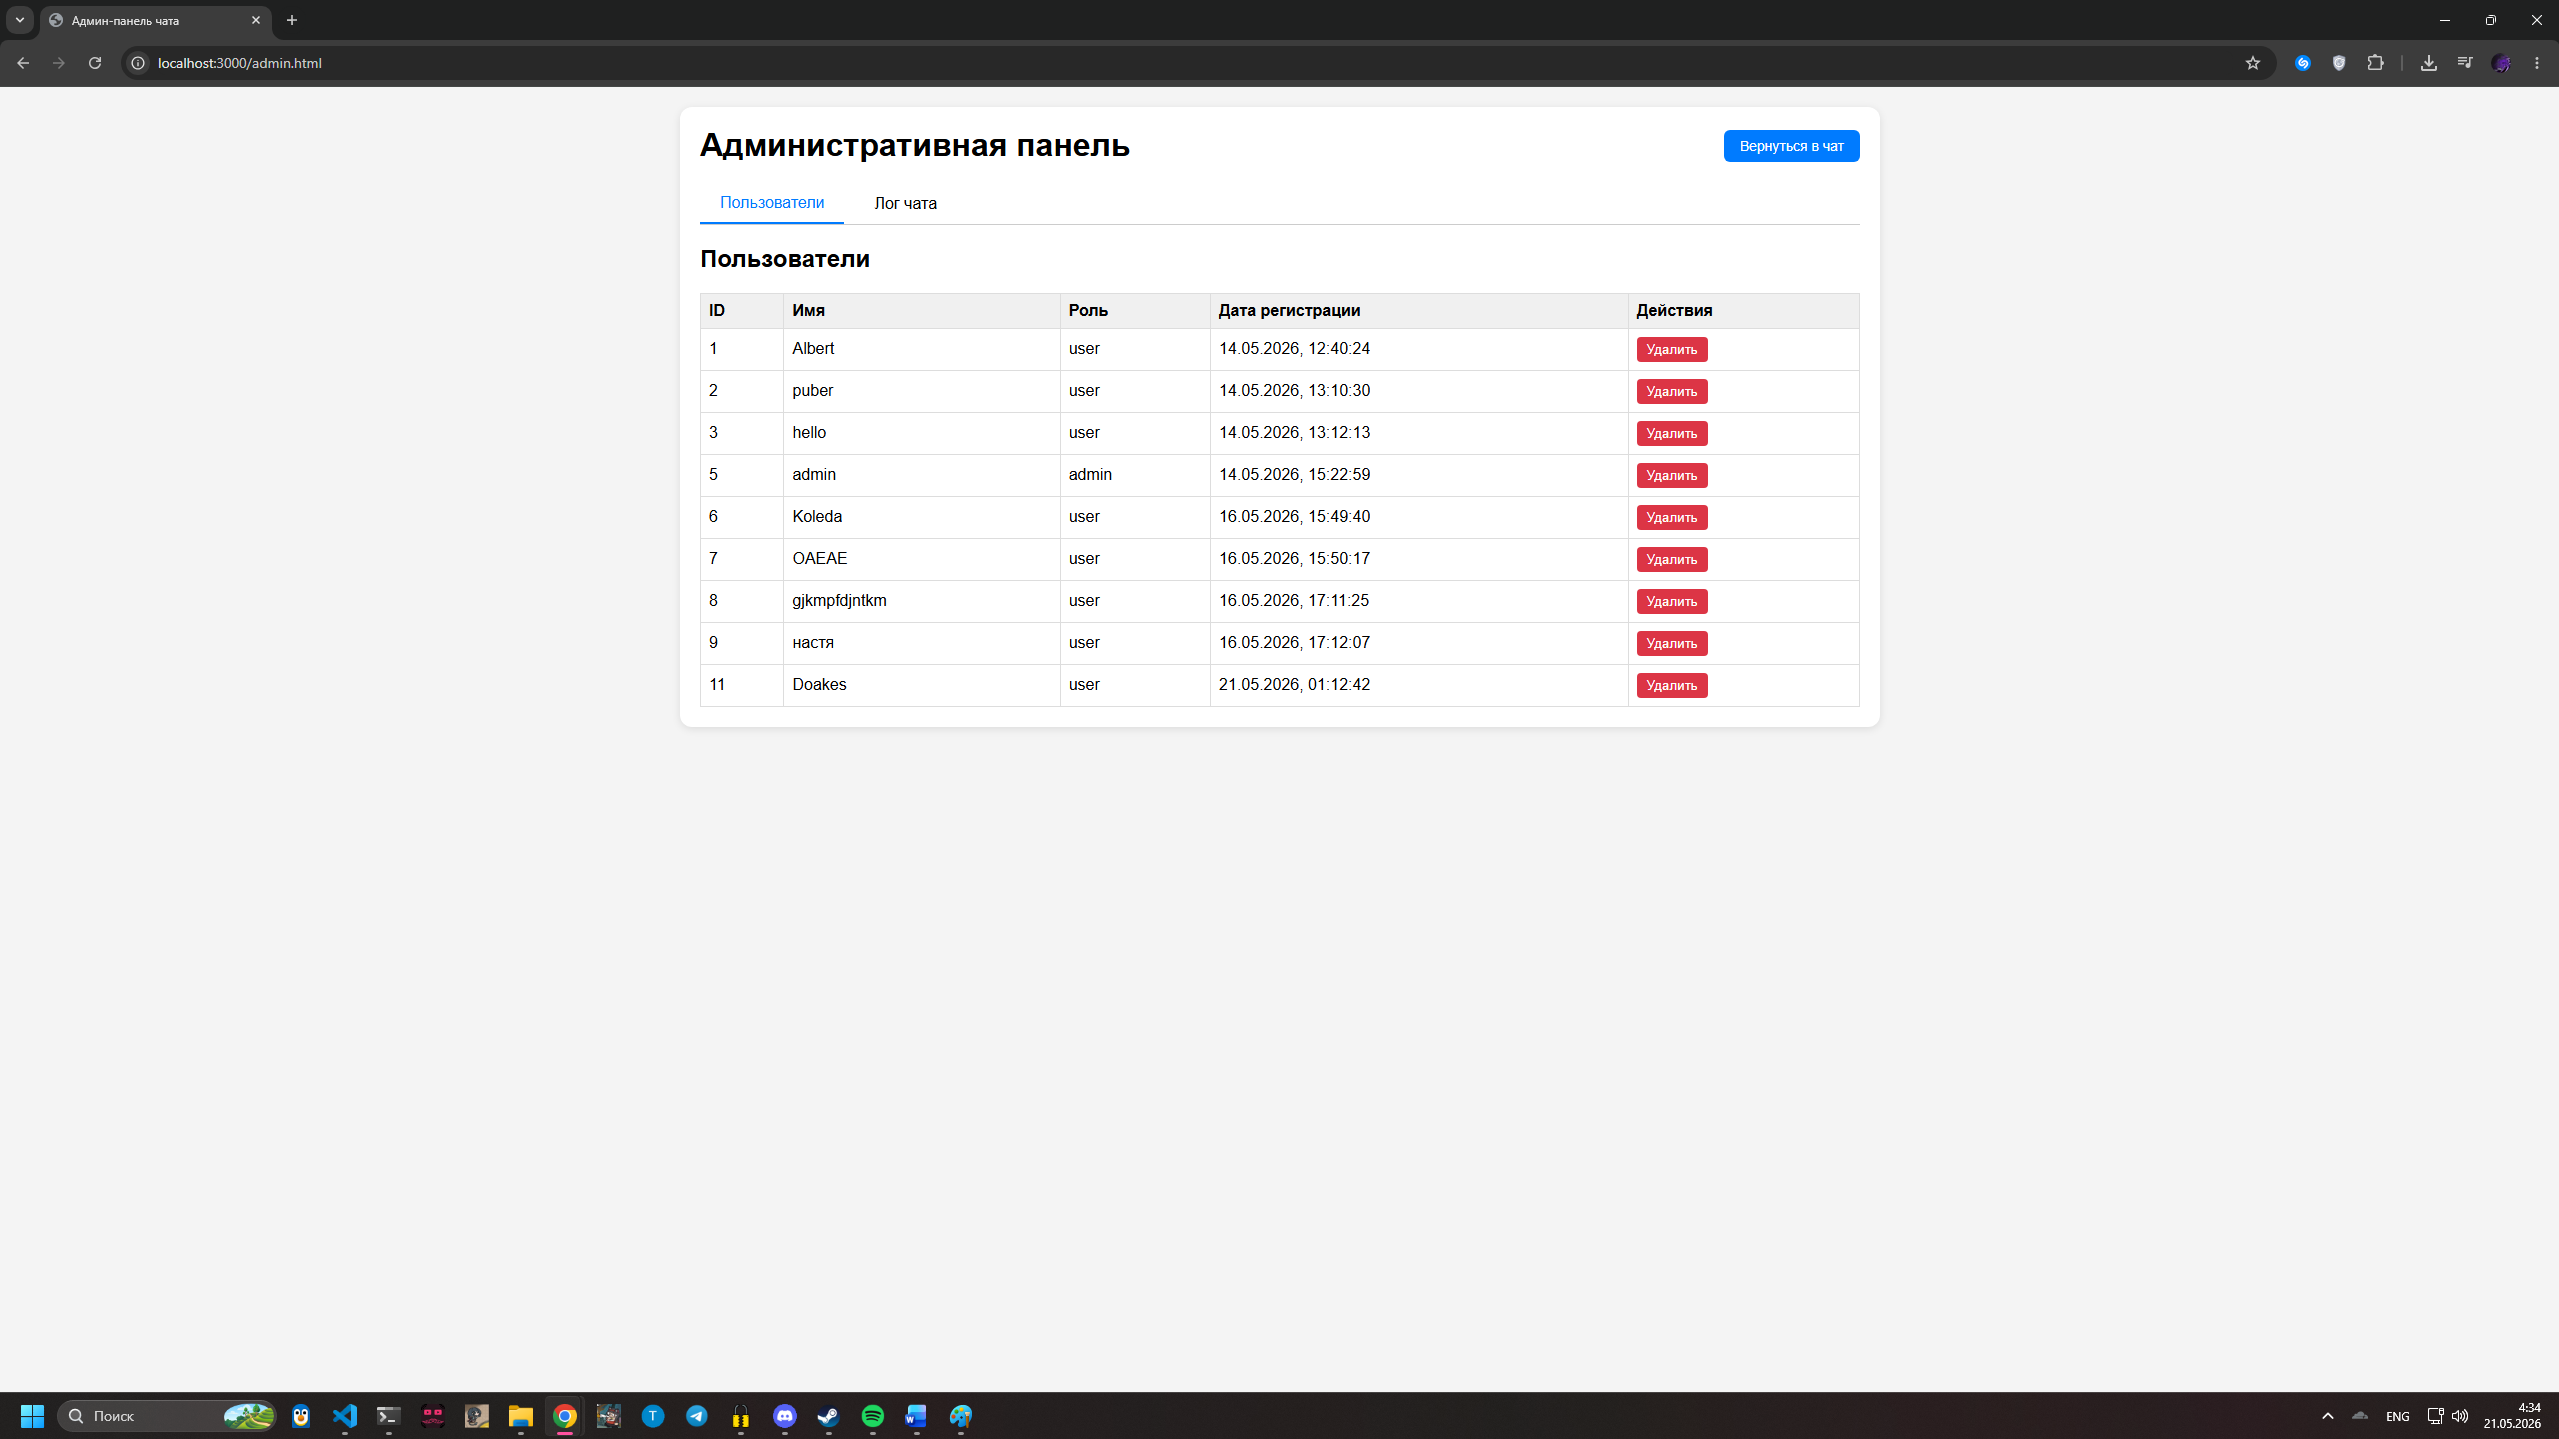 Админ-панель чата
localhost:3000/admin.html
Административная панель
Вернуться в чат
Пользователи Лог чата
Пользователи
ID Имя Роль Дата регистрации Действия
1 Albert user 14.05.2026, 12:40:24 Удалить
2 puber user 14.05.2026, 13:10:30 Удалить
3 hello user 14.05.2026, 13:12:13 Удалить
5 admin admin 14.05.2026, 15:22:59 Удалить
6 Koleda user 16.05.2026, 15:49:40 Удалить
7 OAEAE user 16.05.2026, 15:50:17 Удалить
8 gjkmpfdjntkm user 16.05.2026, 17:11:25 Удалить
9 настя user 16.05.2026, 17:12:07 Удалить
11 Doakes user 21.05.2026, 01:12:42 Удалить
Поиск
T
W
ENG
4:34
21.05.2026